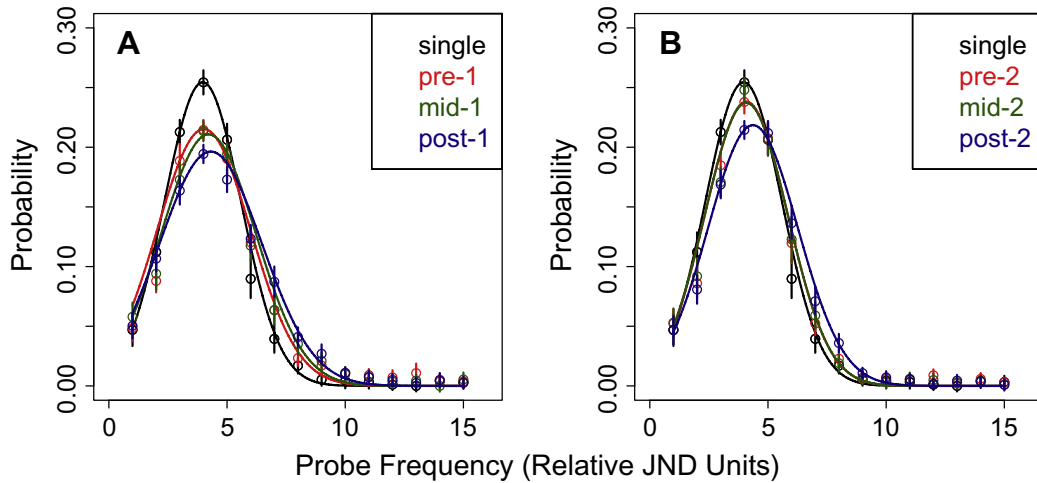 A
single
pre-1
mid-1
post-1
Probability
0.00
0.10
0.20
0.30
0
5
10
15
B
single
pre-2
mid-2
post-2
Probability
0.00
0.10
0.20
0.30
0
5
10
15
Probe Frequency (Relative JND Units)